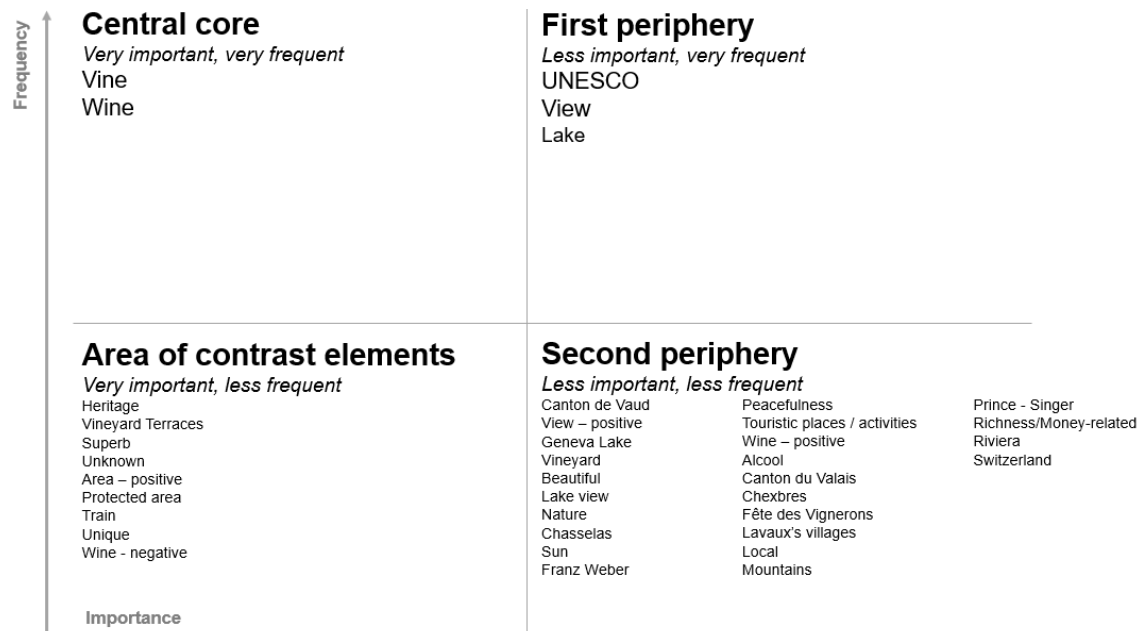 Frequency
Central core
Very important, very frequent
Vine
Wine
First periphery
Less important, very frequent
UNESCO
View
Lake
Area of contrast elements
Very important, less frequent
Heritage
Vineyard Terraces
Superb
Unknown
Area – positive
Protected area
Train
Unique
Wine - negative
Second periphery
Less important, less frequent
Canton de Vaud
View – positive
Geneva Lake
Vineyard
Beautiful
Lake view
Nature
Chasselas
Sun
Franz Weber
Peacefulness
Touristic places / activities
Wine – positive
Alcool
Canton du Valais
Chexbres
Fête des Vignerons
Lavaux's villages
Local
Mountains
Prince - Singer
Richness/Money-related
Riviera
Switzerland
Importance